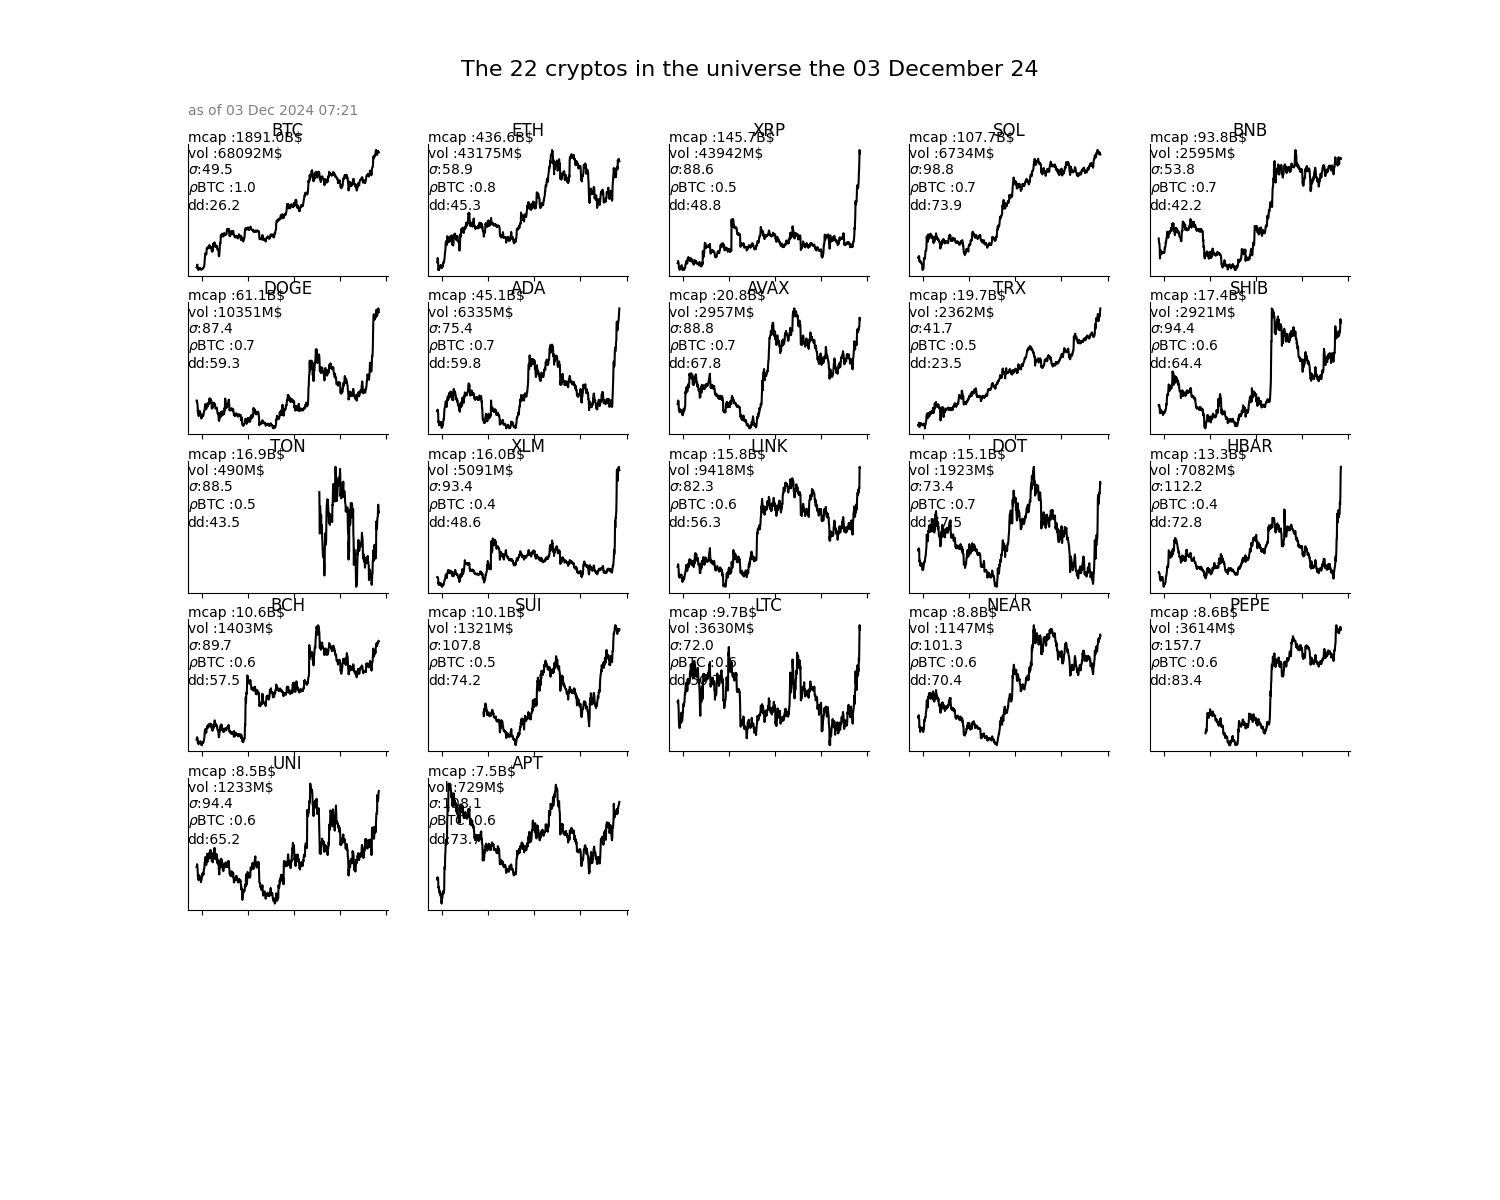 The 22 cryptos in the universe the 03 December 24
as of 03 Dec 2024 07:21
BTC
mcap :1891.0B$
vol :68092M$
σ:49.5
ρBTC :1.0
dd:26.2
ETH
mcap :436.6B$
vol :43175M$
σ:58.9
ρBTC :0.8
dd:45.3
XRP
mcap :145.7B$
vol :43942M$
σ:88.6
ρBTC :0.5
dd:48.8
SOL
mcap :107.7B$
vol :6734M$
σ:98.8
ρBTC :0.7
dd:73.9
BNB
mcap :93.8B$
vol :2595M$
σ:53.8
ρBTC :0.7
dd:42.2
DOGE
mcap :61.1B$
vol :10351M$
σ:87.4
ρBTC :0.7
dd:59.3
ADA
mcap :45.1B$
vol :6335M$
σ:75.4
ρBTC :0.7
dd:59.8
AVAX
mcap :20.8B$
vol :2957M$
σ:88.8
ρBTC :0.7
dd:67.8
TRX
mcap :19.7B$
vol :2362M$
σ:41.7
ρBTC :0.5
dd:23.5
SHIB
mcap :17.4B$
vol :2921M$
σ:94.4
ρBTC :0.6
dd:64.4
TON
mcap :16.9B$
vol :490M$
σ:88.5
ρBTC :0.5
dd:43.5
XLM
mcap :16.0B$
vol :5091M$
σ:93.4
ρBTC :0.4
dd:48.6
LINK
mcap :15.8B$
vol :9418M$
σ:82.3
ρBTC :0.6
dd:56.3
DOT
mcap :15.1B$
vol :1923M$
σ:73.4
ρBTC :0.7
HBAR
mcap :13.3B$
vol :7082M$
σ:112.2
ρBTC :0.4
dd:72.8
BCH
mcap :10.6B$
vol :1403M$
σ:89.7
ρBTC :0.6
dd:57.5
SUI
mcap :10.1B$
vol :1321M$
σ:107.8
ρBTC :0.5
dd:74.2
LTC
mcap :9.7B$
vol :3630M$
σ:72.0
ρBTC :0.6
NEAR
mcap :8.8B$
vol :1147M$
σ:101.3
ρBTC :0.6
dd:70.4
PEPE
mcap :8.6B$
vol :3614M$
σ:157.7
ρBTC :0.6
dd:83.4
UNI
mcap :8.5B$
vol :1233M$
σ:94.4
ρBTC :0.6
dd:65.2
APT
mcap :7.5B$
vol :729M$
σ:108.1
ρBTC :0.6